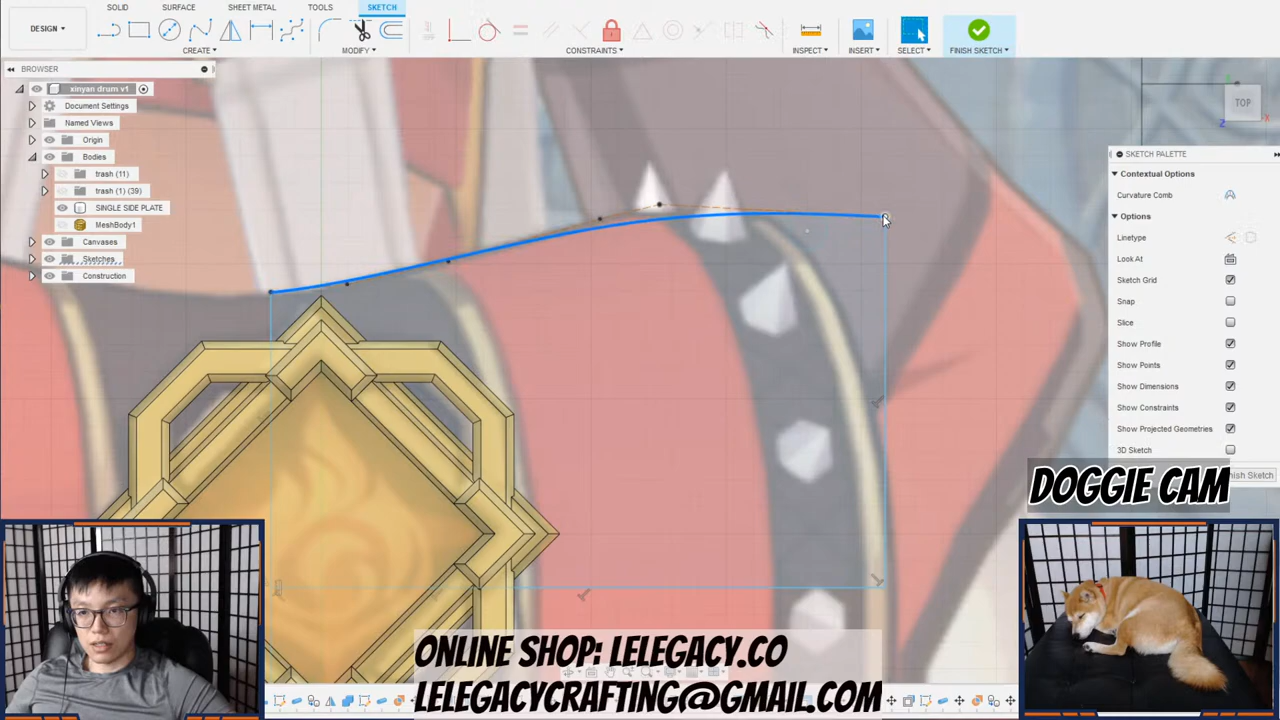 SOLID SURFACE SHEET METAL TOOLS SKETCH
DESIGN
CREATE MODIFY CONSTRAINTS INSPECT INSERT SELECT FINISH SKETCH
BROWSER
xinyan drum v1
Document Settings
Named Views
Origin
Bodies
trash (11)
trash (1) (39)
SINGLE SIDE PLATE
MeshBody1
Canvases
Sketches
Construction
TOP
X
Z
SKETCH PALETTE
Contextual Options
Curvature Comb
Options
Linetype
Look At
Sketch Grid
Snap
Slice
Show Profile
Show Points
Show Dimensions
Show Constraints
Show Projected Geometries
3D Sketch
nish Sketch
DOGGIE CAM
ONLINE SHOP: LELEGACY.CO
LELEGACYCRAFTING@GMAIL.COM